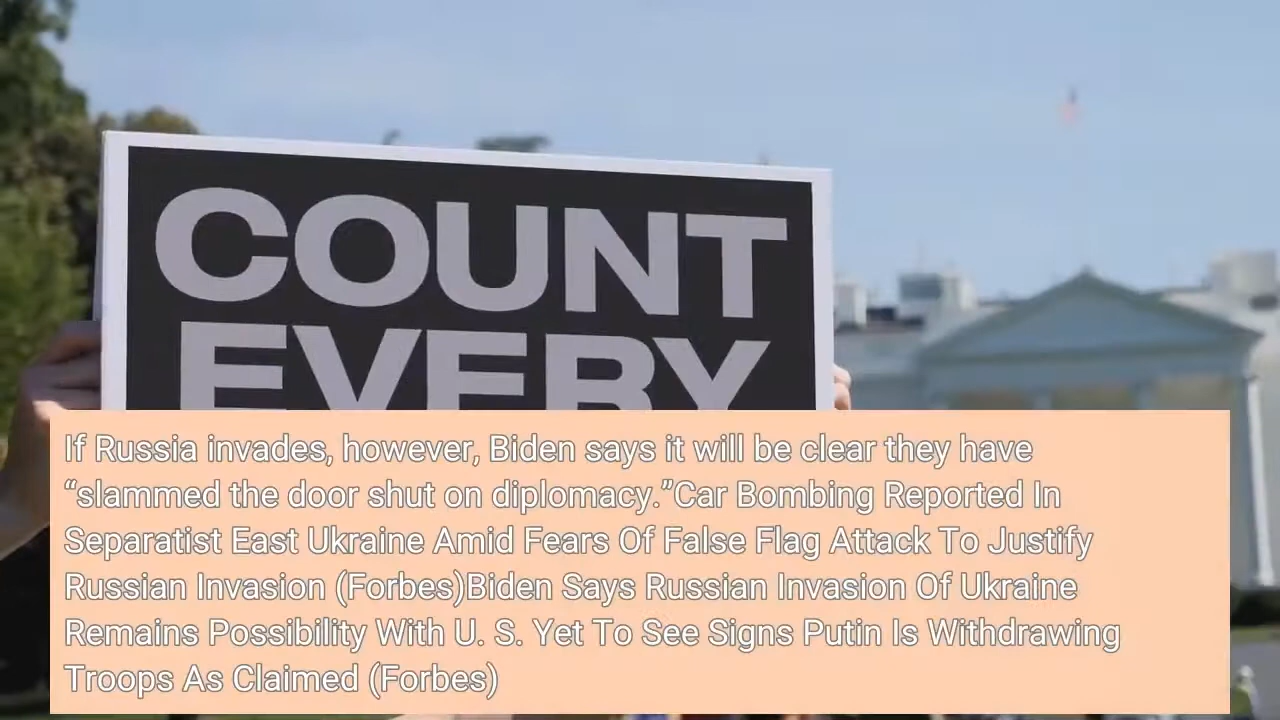 COUNT
EVERY
If Russia invades, however, Biden says it will be clear they have
“slammed the door shut on diplomacy.”Car Bombing Reported In
Separatist East Ukraine Amid Fears Of False Flag Attack To Justify
Russian Invasion (Forbes)Biden Says Russian Invasion Of Ukraine
Remains Possibility With U. S. Yet To See Signs Putin Is Withdrawing
Troops As Claimed (Forbes)